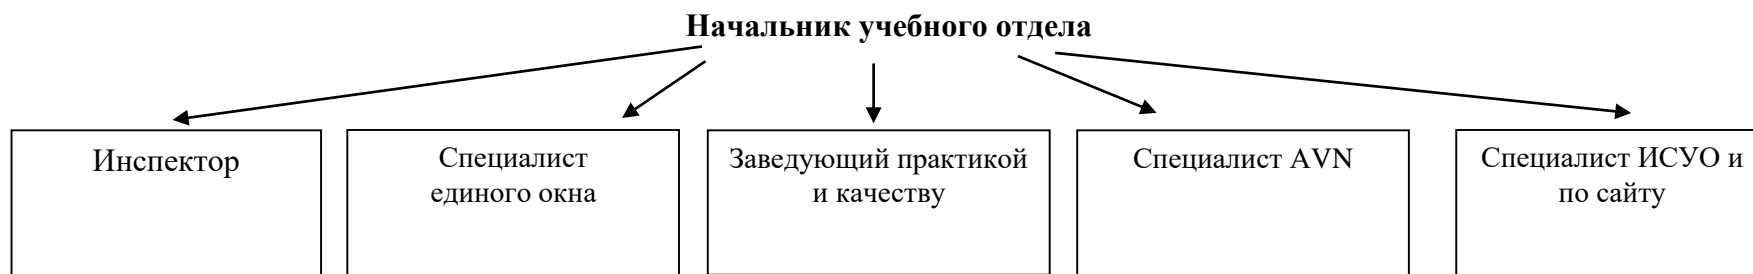 Начальник учебного отдела
Инспектор
Специалист
единого окна
Заведующий практикой
и качеству
Специалист AVN
Специалист ИСУО и
по сайту